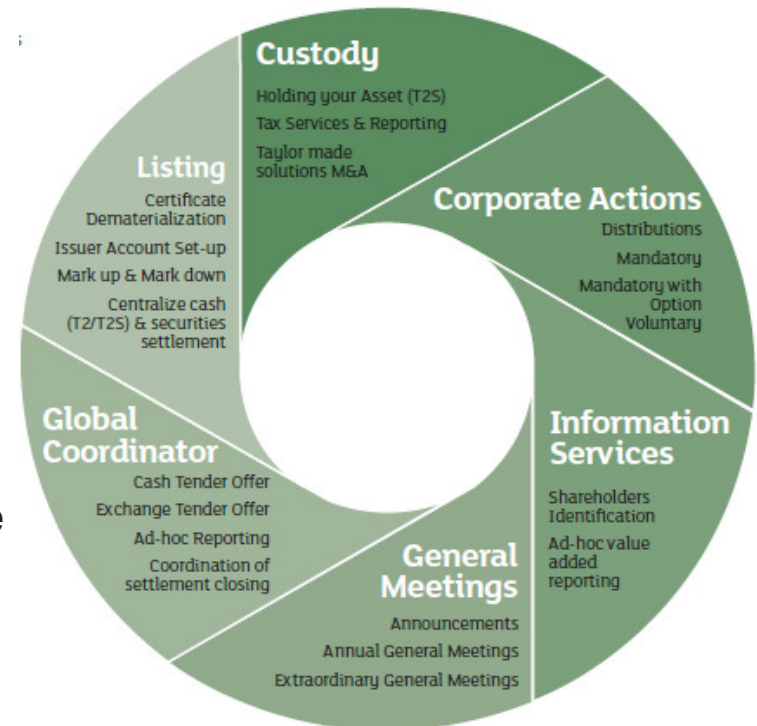 s
Custody
Holding your Asset (T2S)
Tax Services & Reporting
Taylor made
solutions M&A
Corporate Actions
Distributions
Mandatory
Mandatory with
Option
Voluntary
Information
Services
Shareholders
Identification
Ad-hoc value
added
reporting
General
Meetings
Announcements
Annual General Meetings
Extraordinary General Meetings
Global
Coordinator
Cash Tender Offer
Exchange Tender Offer
Ad-hoc Reporting
Coordination of
settlement closing
Listing
Certificate
Dematerialization
Issuer Account Set-up
Mark up & Mark down
Centralize cash
(T2/T2S) & securities
settlement
e